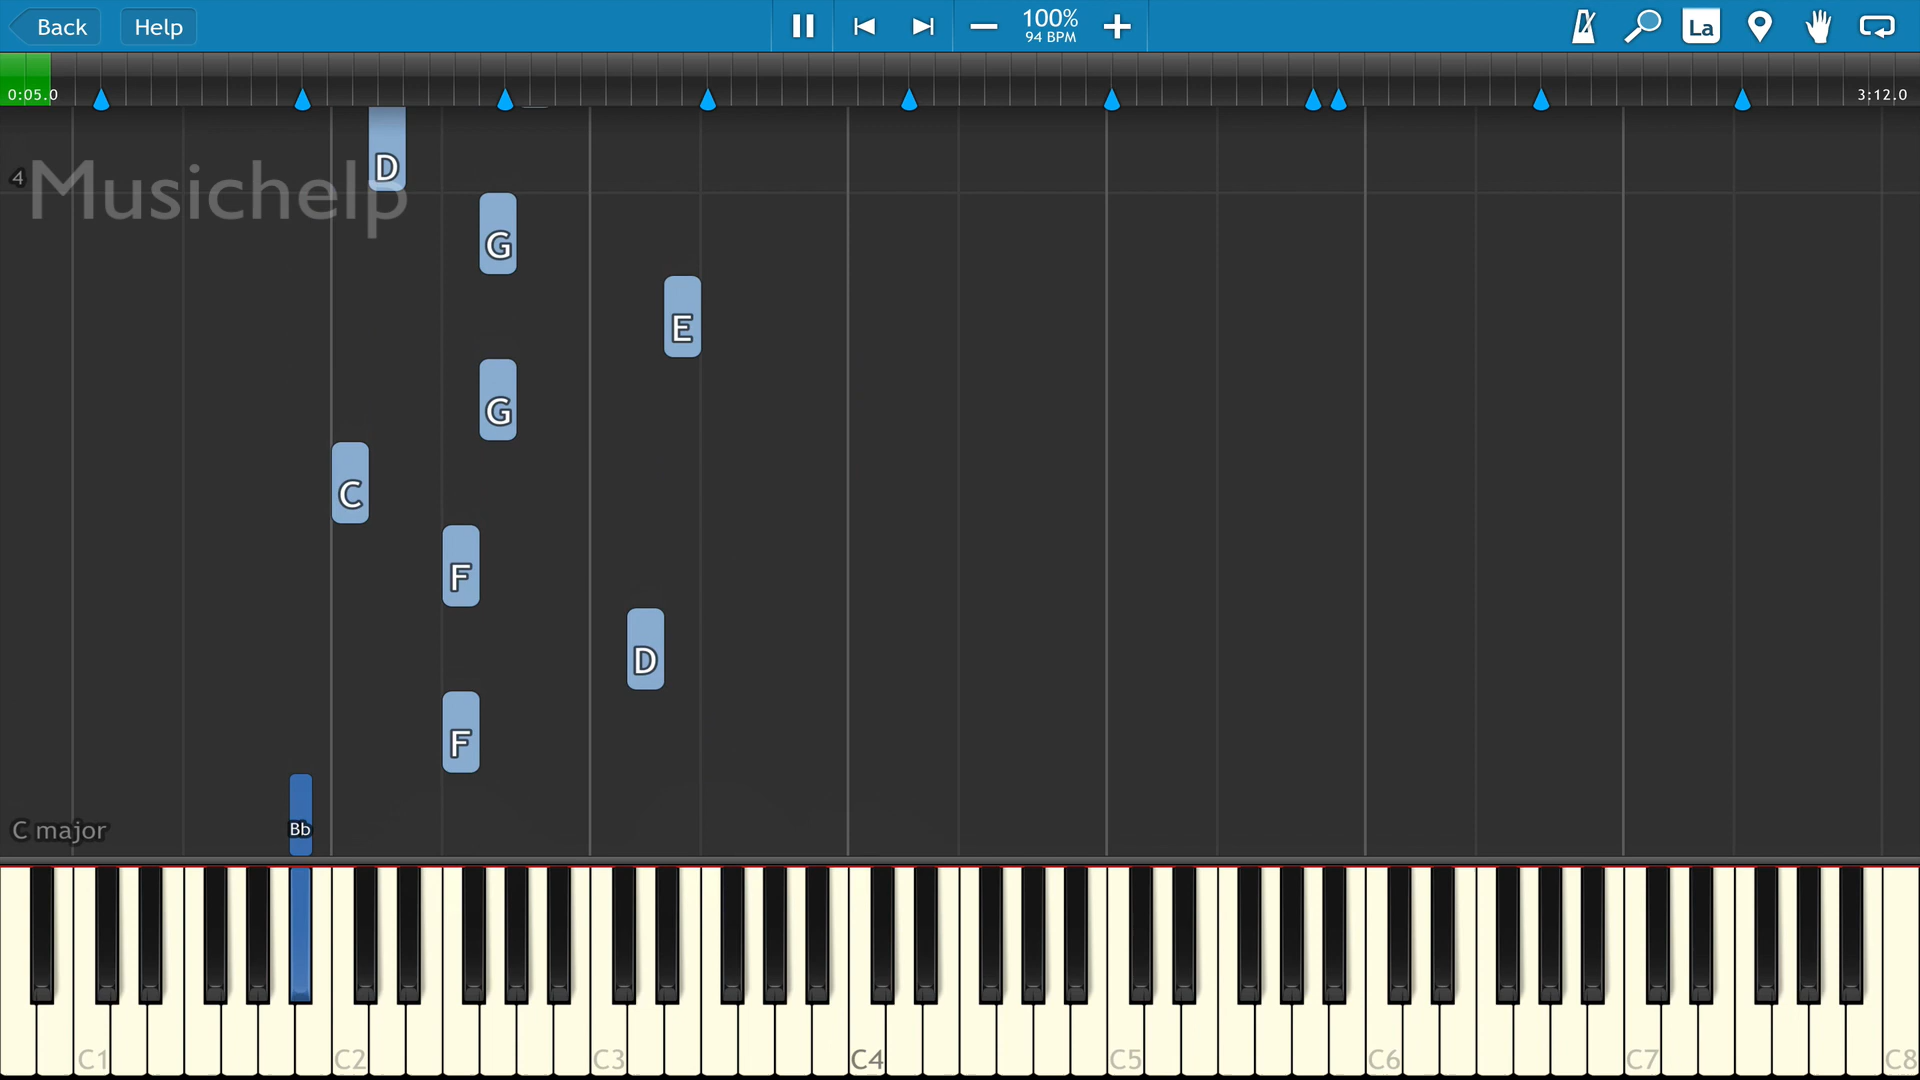 Back
Help
100%
94 BPM
La
0:05.0
3:12.0
D
4
Musichelp
G
E
G
C
F
D
F
C major
Bb
C1
C2
C3
C4
C5
C6
C7
C8